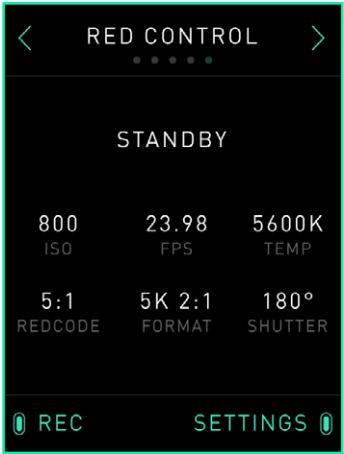 RED CONTROL
STANDBY
800 23.98 5600K
ISO FPS TEMP
5:1 5K 2:1 180°
REDCODE FORMAT SHUTTER
REC SETTINGS